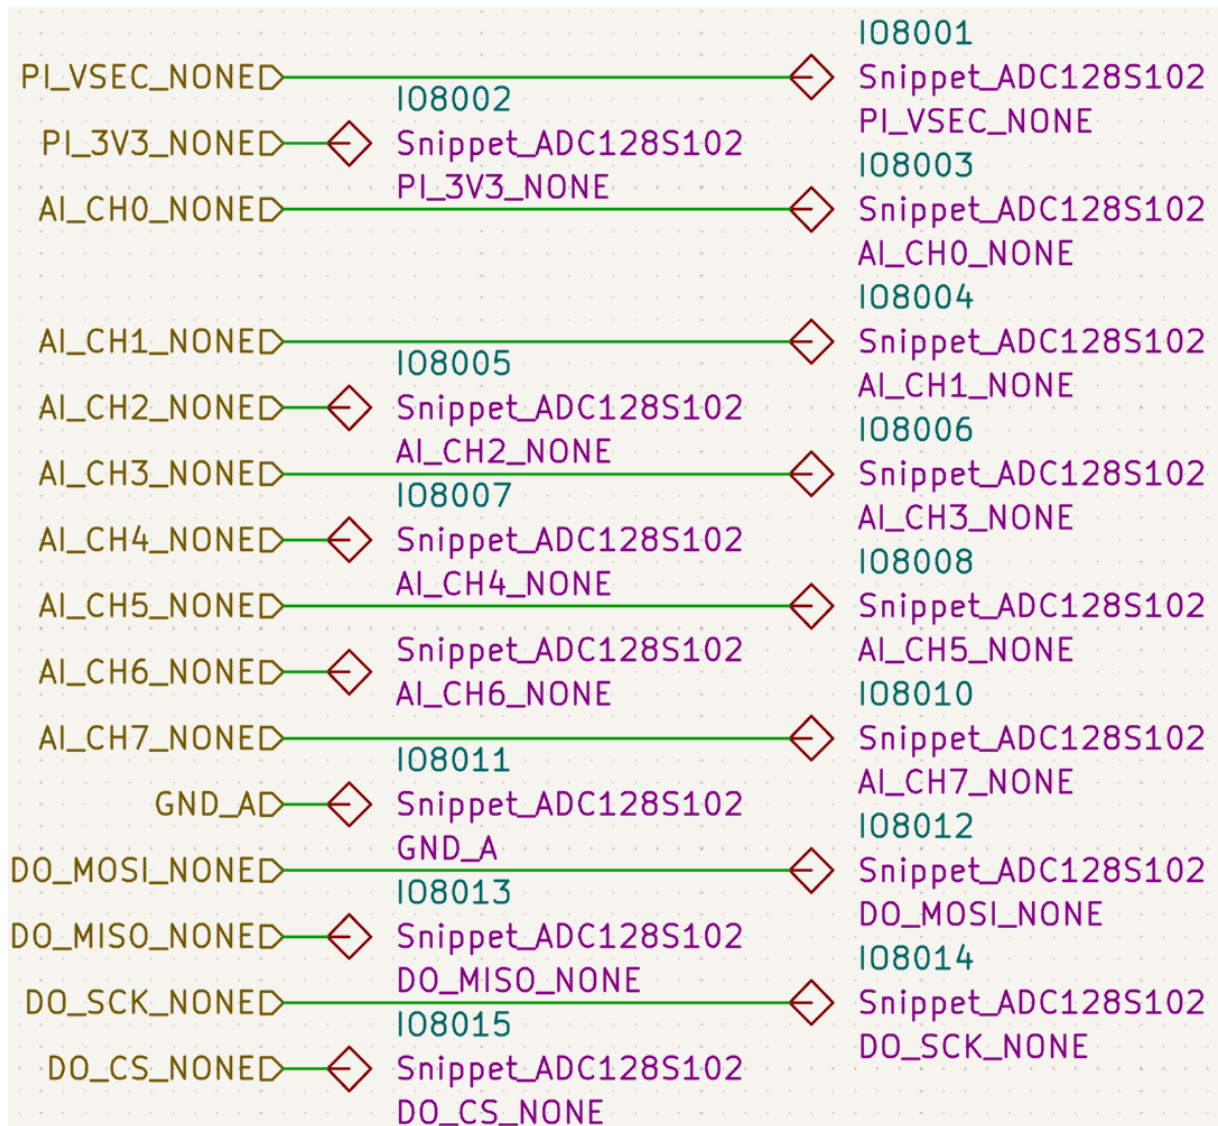 IO8001
PI_VSEC_NONE
Snippet_ADC128S102
PI_VSEC_NONE
IO8002
PI_3V3_NONE
Snippet_ADC128S102
PI_3V3_NONE
IO8003
AI_CH0_NONE
Snippet_ADC128S102
AI_CH0_NONE
IO8004
AI_CH1_NONE
Snippet_ADC128S102
AI_CH1_NONE
IO8005
AI_CH2_NONE
Snippet_ADC128S102
AI_CH2_NONE
IO8006
AI_CH3_NONE
Snippet_ADC128S102
AI_CH3_NONE
IO8007
AI_CH4_NONE
Snippet_ADC128S102
AI_CH4_NONE
IO8008
AI_CH5_NONE
Snippet_ADC128S102
AI_CH5_NONE
AI_CH6_NONE
Snippet_ADC128S102
AI_CH6_NONE
IO8010
AI_CH7_NONE
Snippet_ADC128S102
AI_CH7_NONE
IO8011
GND_A
Snippet_ADC128S102
GND_A
IO8012
DO_MOSI_NONE
Snippet_ADC128S102
DO_MOSI_NONE
IO8013
DO_MISO_NONE
Snippet_ADC128S102
DO_MISO_NONE
IO8014
DO_SCK_NONE
Snippet_ADC128S102
DO_SCK_NONE
IO8015
DO_CS_NONE
Snippet_ADC128S102
DO_CS_NONE